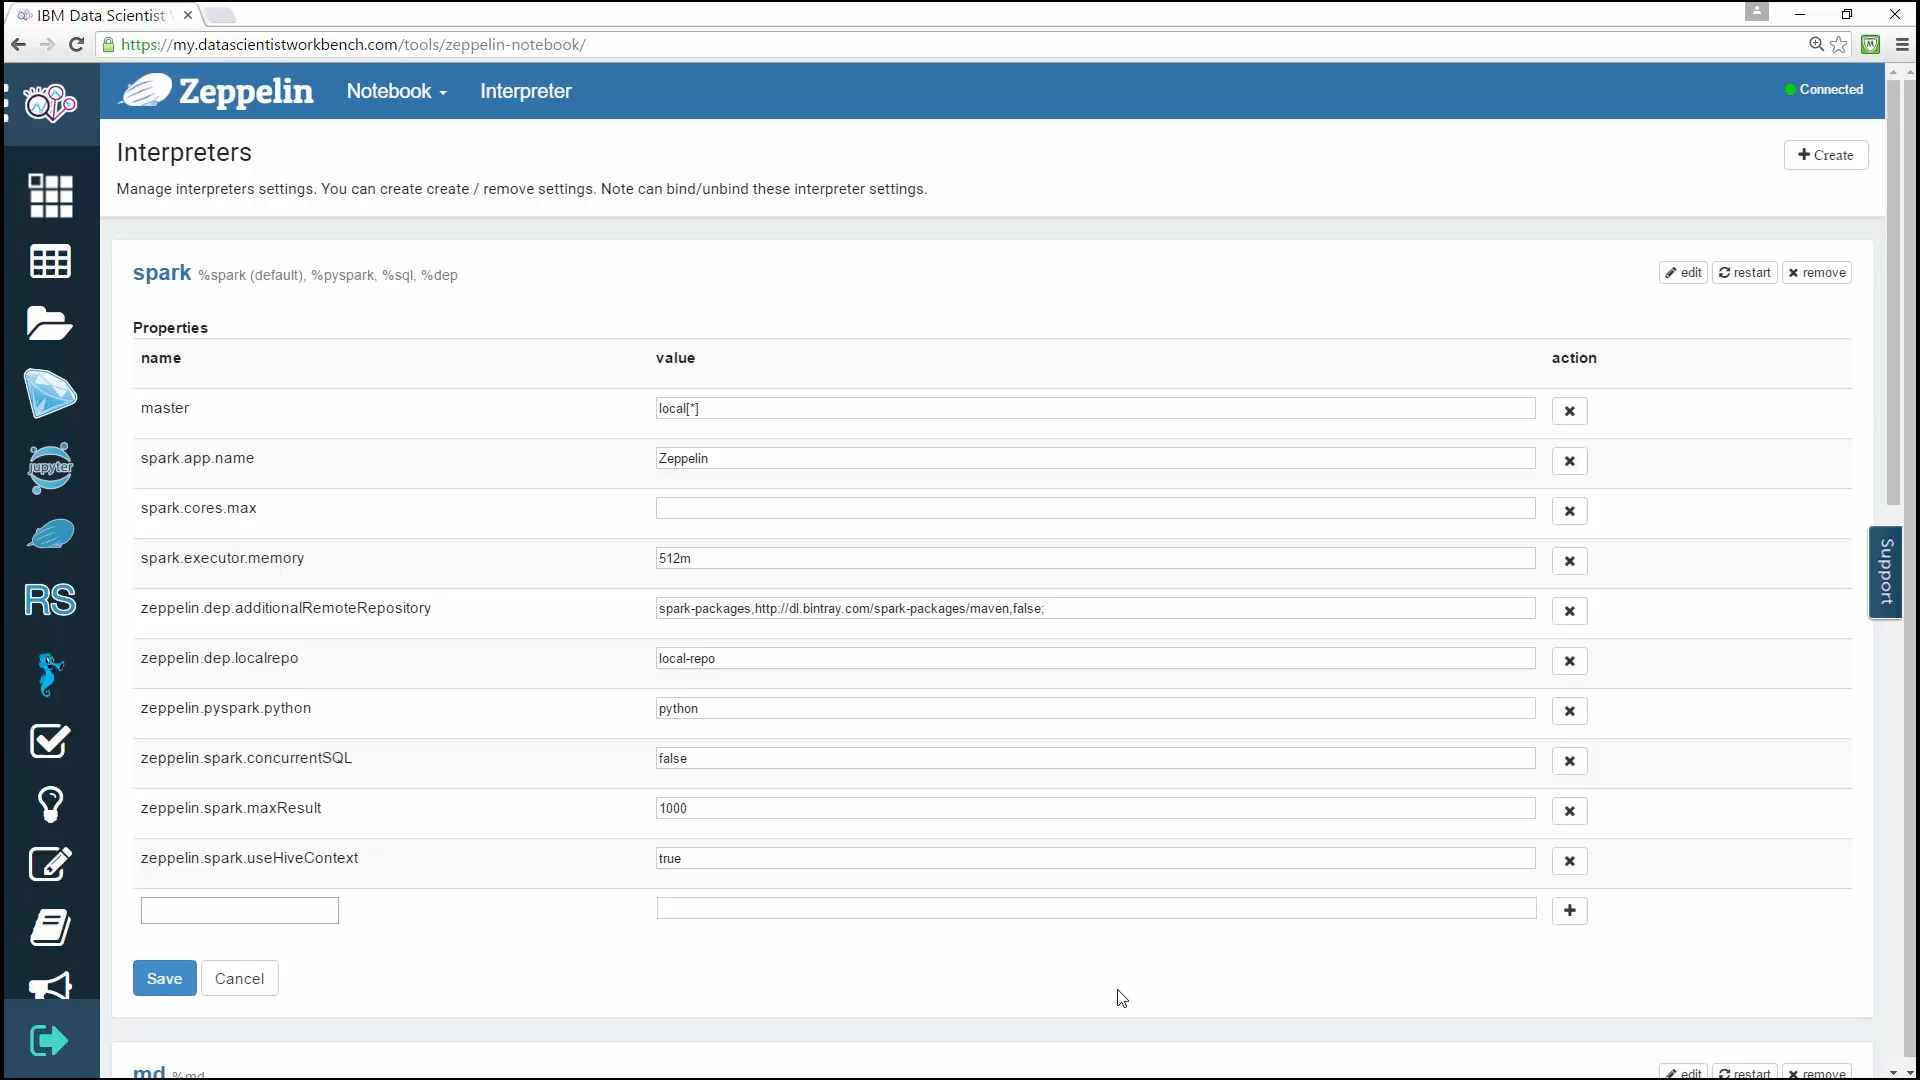 IBM Data Scientist
https://my.datascientistworkbench.com/tools/zeppelin-notebook/
Zeppelin Notebook Interpreter Connected
Interpreters
Create
Manage interpreters settings. You can create create / remove settings. Note can bind/unbind these interpreter settings.
spark %spark (default), %pyspark, %sql, %dep edit restart remove
Properties
name value action
master local[*]
spark.app.name Zeppelin
spark.cores.max
spark.executor.memory 512m
zeppelin.dep.additionalRemoteRepository spark-packages,http://dl.bintray.com/spark-packages/maven,false;
zeppelin.dep.localrepo local-repo
zeppelin.pyspark.python python
zeppelin.spark.concurrentSQL false
zeppelin.spark.maxResult 1000
zeppelin.spark.useHiveContext true
Save Cancel
md %md edit restart remove
jupyter
RS
Support